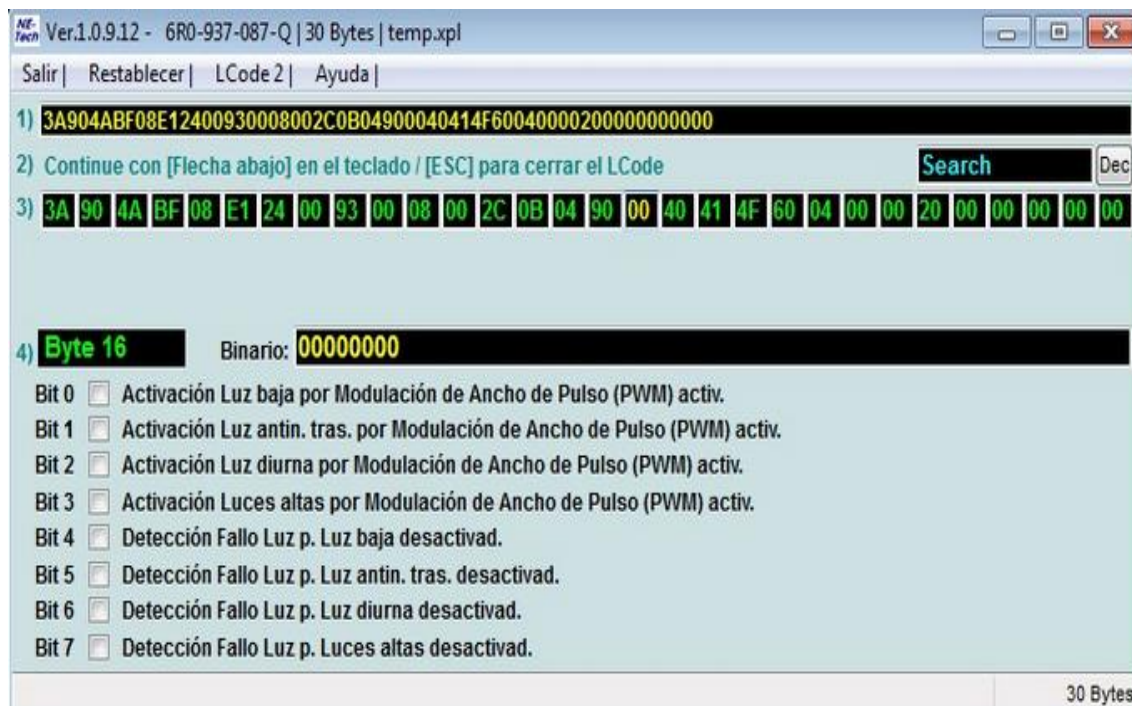 NE-Tech Ver.1.0.9.12 - 6R0-937-087-Q | 30 Bytes | temp.xpl
Salir | Restablecer | LCode 2 | Ayuda |
1) 3A904ABF08E12400930008002C0B04900040414F60040000200000000000
2) Continue con [Flecha abajo] en el teclado / [ESC] para cerrar el LCode Search Dec
3) 3A 90 4A BF 08 E1 24 00 93 00 08 00 2C 0B 04 90 00 40 41 4F 60 04 00 00 20 00 00 00 00 00
4) Byte 16 Binario: 00000000
Bit 0 Activación Luz baja por Modulación de Ancho de Pulso (PWM) activ.
Bit 1 Activación Luz antin. tras. por Modulación de Ancho de Pulso (PWM) activ.
Bit 2 Activación Luz diurna por Modulación de Ancho de Pulso (PWM) activ.
Bit 3 Activación Luces altas por Modulación de Ancho de Pulso (PWM) activ.
Bit 4 Detección Fallo Luz p. Luz baja desactivad.
Bit 5 Detección Fallo Luz p. Luz antin. tras. desactivad.
Bit 6 Detección Fallo Luz p. Luz diurna desactivad.
Bit 7 Detección Fallo Luz p. Luces altas desactivad.
30 Bytes